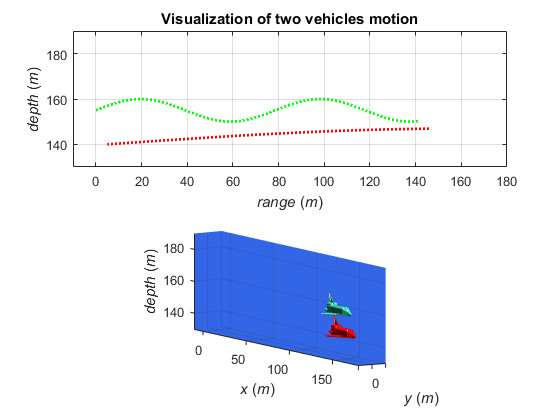 Visualization of two vehicles motion
depth (m)
180
160
140
0 20 40 60 80 100 120 140 160 180
range (m)
depth (m)
180
160
140
0 50 100 150
x (m)
0
y (m)